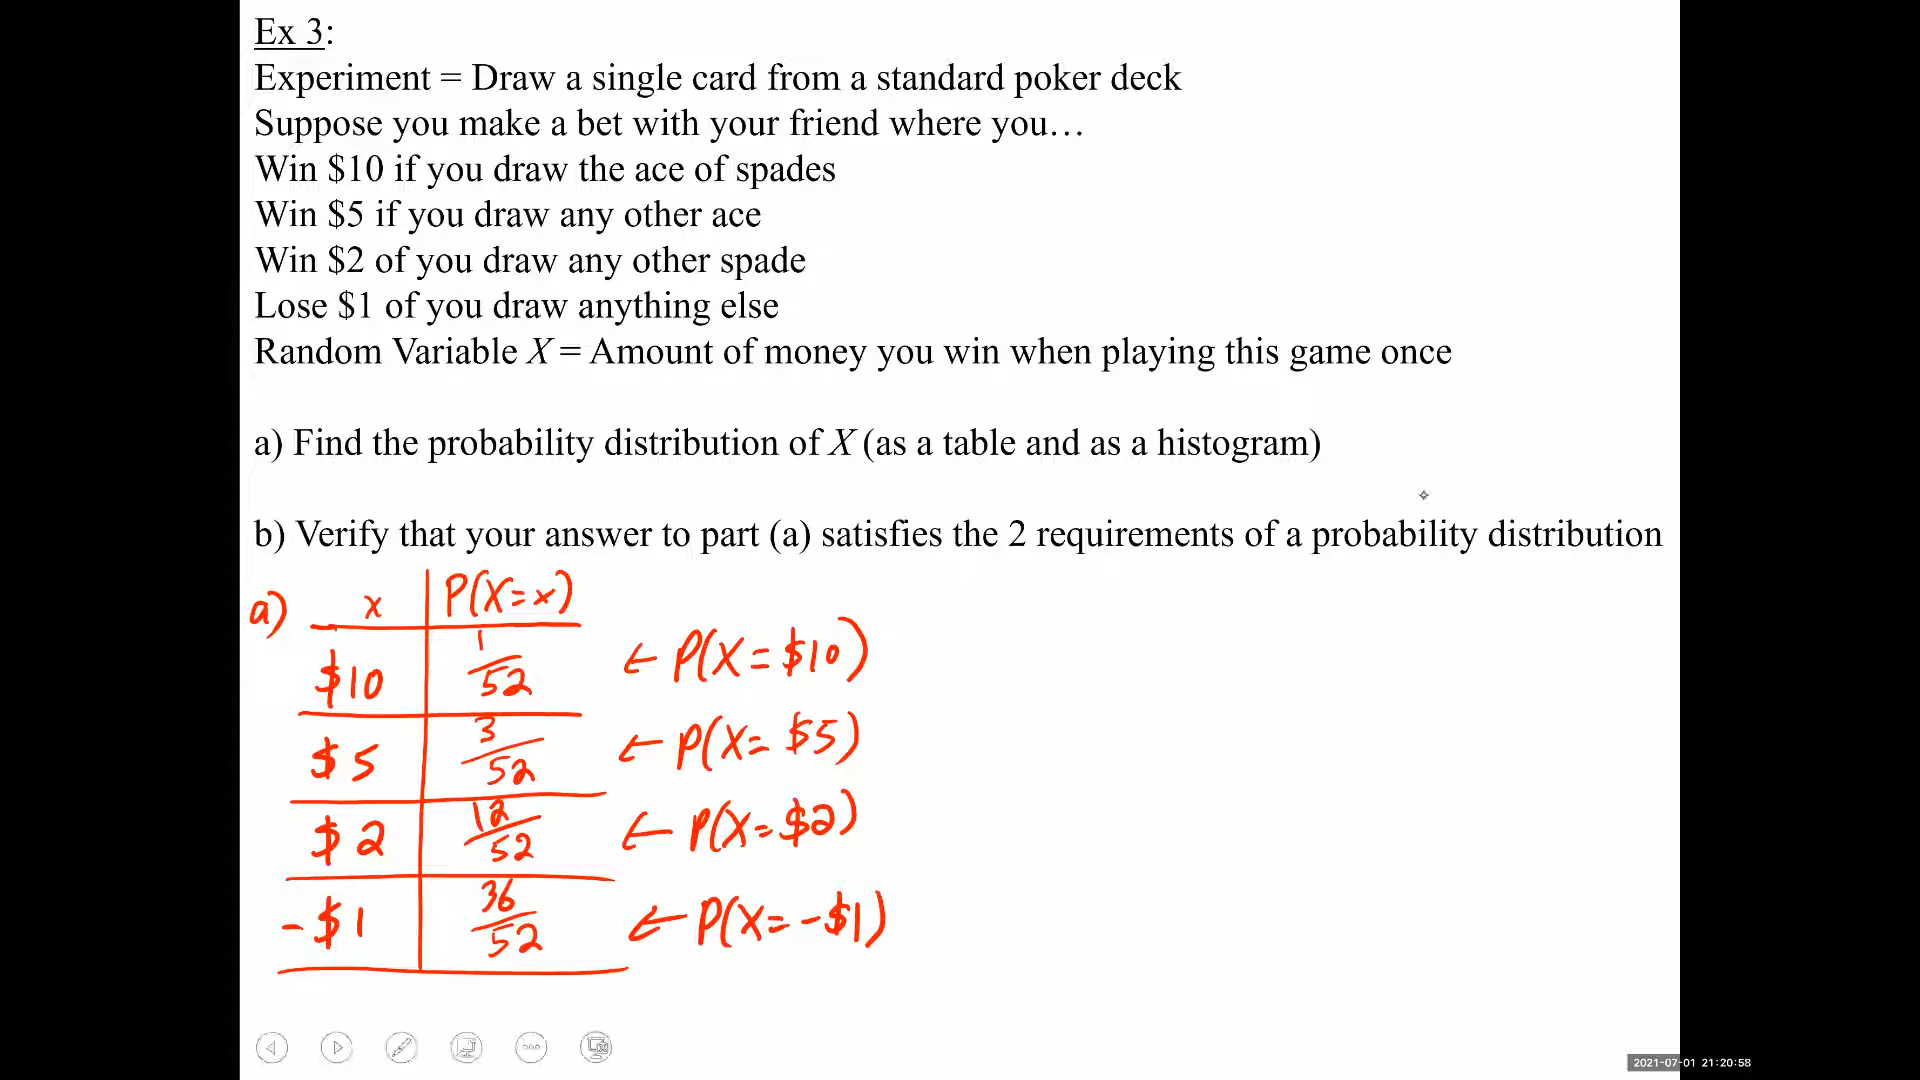 Ex 3:
Experiment = Draw a single card from a standard poker deck
Suppose you make a bet with your friend where you…
Win $10 if you draw the ace of spades
Win $5 if you draw any other ace
Win $2 of you draw any other spade
Lose $1 of you draw anything else
Random Variable X = Amount of money you win when playing this game once
a) Find the probability distribution of X (as a table and as a histogram)
b) Verify that your answer to part (a) satisfies the 2 requirements of a probability distribution
a) x P(X=x)
$10 1/52 ← P(X=$10)
$5 3/52 ← P(X=$5)
$2 12/52 ← P(X=$2)
-$1 36/52 ← P(X=-$1)
2021-07-01 21:20:58